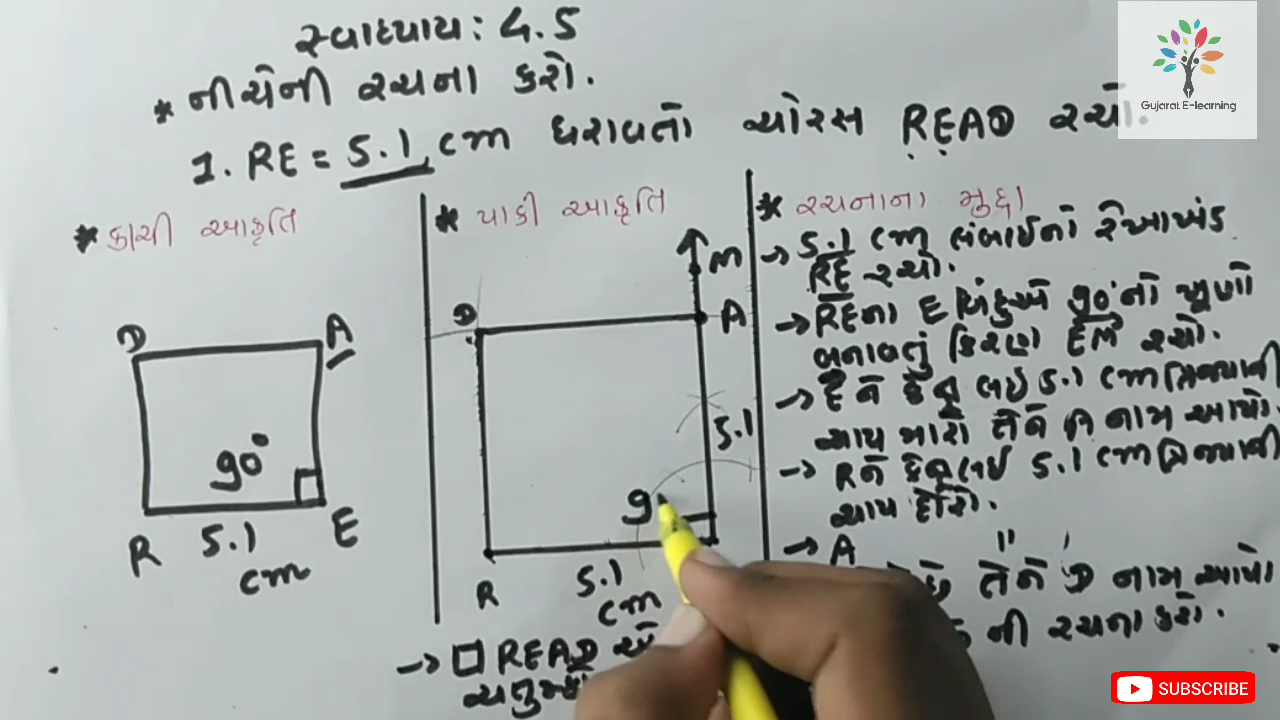 સ્વાધ્યાય: 4.5
* નીચેની રચના કરો.
1. RE = 5.1 cm ધરાવતો ચોરસ READ રચો.
* કાચી આકૃતિ
D A
90°
R 5.1 E
cm
* પાકી આકૃતિ
M
D A
5.1
9
R 5.1
cm
→ □ READ એ
* રચનાના મુદ્દા
→ 5.1 cm લંબાઈનો રેખાખંડ
RE રચો.
→ REના E બિંદુએ 90°નો ખૂણો
બનાવતું કિરણ EM રચો.
→ E ને કેન્દ્ર લઈ 5.1 cm ત્રિજ્યાની
ચાપ મારો તેને A નામ આપો.
→ R ને કેન્દ્ર લઈ 5.1 cm ત્રિજ્યાની
ચાપ દોરો.
→ A " "
તેને D નામ આપો
ની રચના કરો.
Gujarat E-learning
SUBSCRIBE